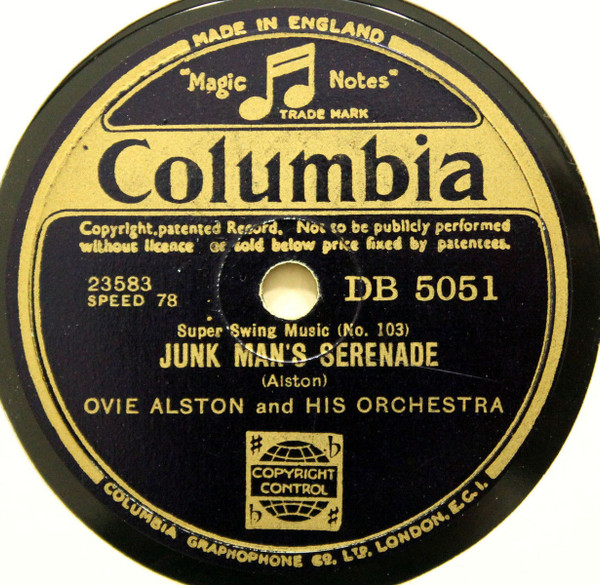 MADE IN ENGLAND
"Magic Notes"
TRADE MARK
Columbia
Copyright, patented Record. Not to be publicly performed
without licence or sold below price fixed by patentees.
23583
SPEED 78
DB 5051
Super Swing Music (No. 103)
JUNK MAN'S SERENADE
(Alston)
OVIE ALSTON and HIS ORCHESTRA
COPYRIGHT
CONTROL
COLUMBIA GRAPHOPHONE CO. LTD. LONDON, E.C.1.